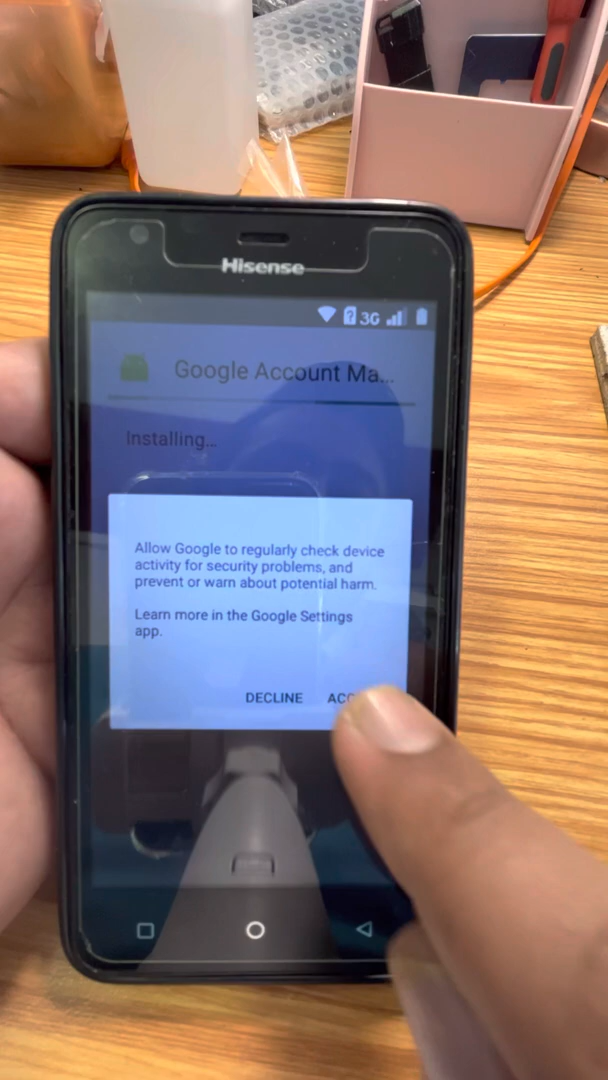 Hisense
3G
Google Account Ma...
Installing...
Allow Google to regularly check device
activity for security problems, and
prevent or warn about potential harm.
Learn more in the Google Settings
app.
DECLINE